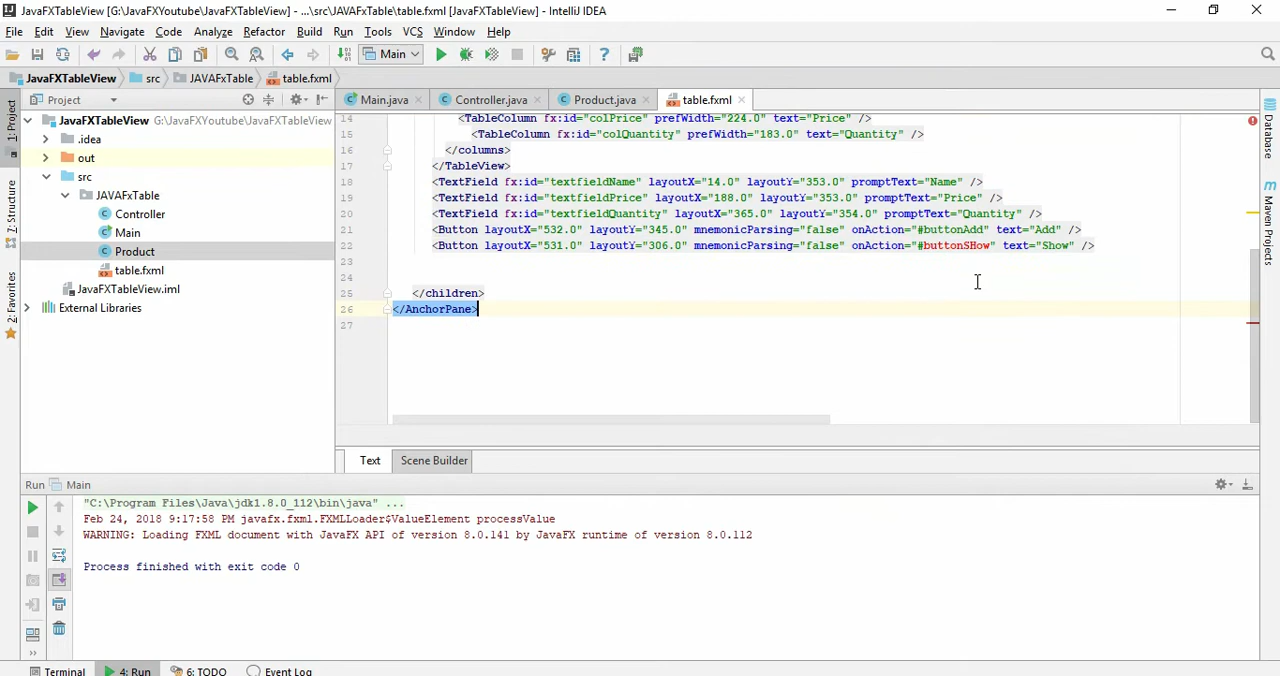 JavaFXTableView [G:\JavaFXYoutube\JavaFXTableView] - ...\src\JAVAFxTable\table.fxml [JavaFXTableView] - IntelliJ IDEA
File Edit View Navigate Code Analyze Refactor Build Run Tools VCS Window Help
Main
JavaFXTableView src JAVAFxTable table.fxml
1: Project
Z: Structure
2: Favorites
Project
JavaFXTableView G:\JavaFXYoutube\JavaFXTableView
.idea
out
src
JAVAFxTable
Controller
Main
Product
table.fxml
JavaFXTableView.iml
External Libraries
Main.java Controller.java Product.java table.fxml
14 <TableColumn fx:id="colPrice" prefWidth="224.0" text="Price" />
15 <TableColumn fx:id="colQuantity" prefWidth="183.0" text="Quantity" />
16 </columns>
17 </TableView>
18 <TextField fx:id="textfieldName" layoutX="14.0" layoutY="353.0" promptText="Name" />
19 <TextField fx:id="textfieldPrice" layoutX="188.0" layoutY="353.0" promptText="Price" />
20 <TextField fx:id="textfieldQuantity" layoutX="365.0" layoutY="354.0" promptText="Quantity" />
21 <Button layoutX="532.0" layoutY="345.0" mnemonicParsing="false" onAction="#buttonAdd" text="Add" />
22 <Button layoutX="531.0" layoutY="306.0" mnemonicParsing="false" onAction="#buttonSHow" text="Show" />
23
24
25 </children>
26 </AnchorPane>
27
Text Scene Builder
Database
Maven Projects
Run Main
"C:\Program Files\Java\jdk1.8.0_112\bin\java" ...
Feb 24, 2018 9:17:58 PM javafx.fxml.FXMLLoader$ValueElement processValue
WARNING: Loading FXML document with JavaFX API of version 8.0.141 by JavaFX runtime of version 8.0.112
Process finished with exit code 0
Terminal 4: Run 6: TODO Event Log